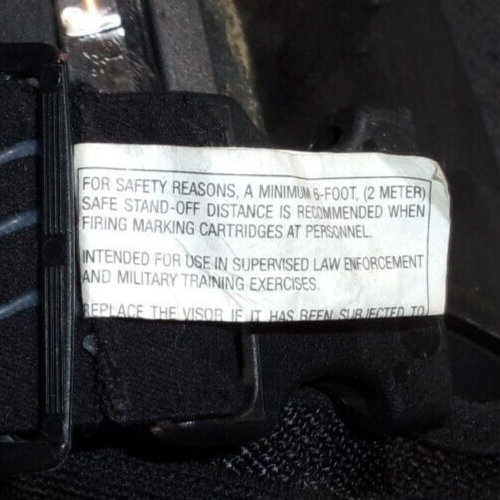 FOR SAFETY REASONS, A MINIMUM 6-FOOT, (2 METER)
SAFE STAND-OFF DISTANCE IS RECOMMENDED WHEN
FIRING MARKING CARTRIDGES AT PERSONNEL.
INTENDED FOR USE IN SUPERVISED LAW ENFORCEMENT
AND MILITARY TRAINING EXERCISES.
REPLACE THE VISOR IF IT HAS BEEN SUBJECTED TO